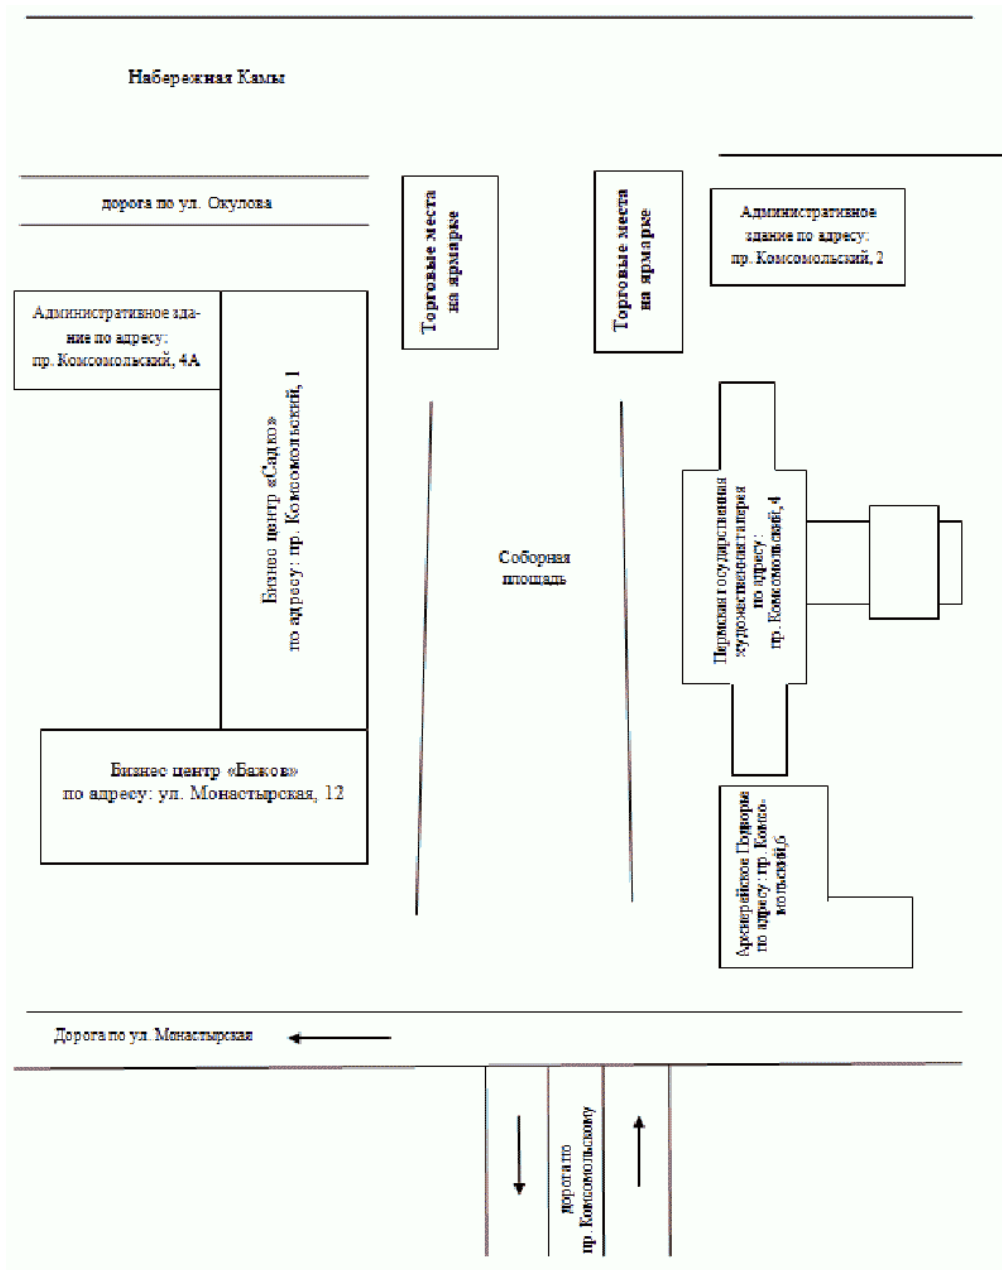 Набережная Камы
дорога по ул. Окулова
Торговые места
на ярмарке
Торговые места
на ярмарке
Административное
здание по адресу:
пр. Комсомольский, 2
Административное зда-
ние по адресу:
пр. Комсомольский, 4А
Бизнес центр «Садко»
по адресу: пр. Комсомольский, 1
Соборная
площадь
Пермская государственная
художественная галерея
по адресу:
пр. Комсомольский, 4
Бизнес центр «Бажов»
по адресу: ул. Монастырская, 12
Архиерейское Подворье
по адресу: пр. Комсо-
мольский,6
Дорога по ул. Монастырская
дорога по
пр. Комсомольскому